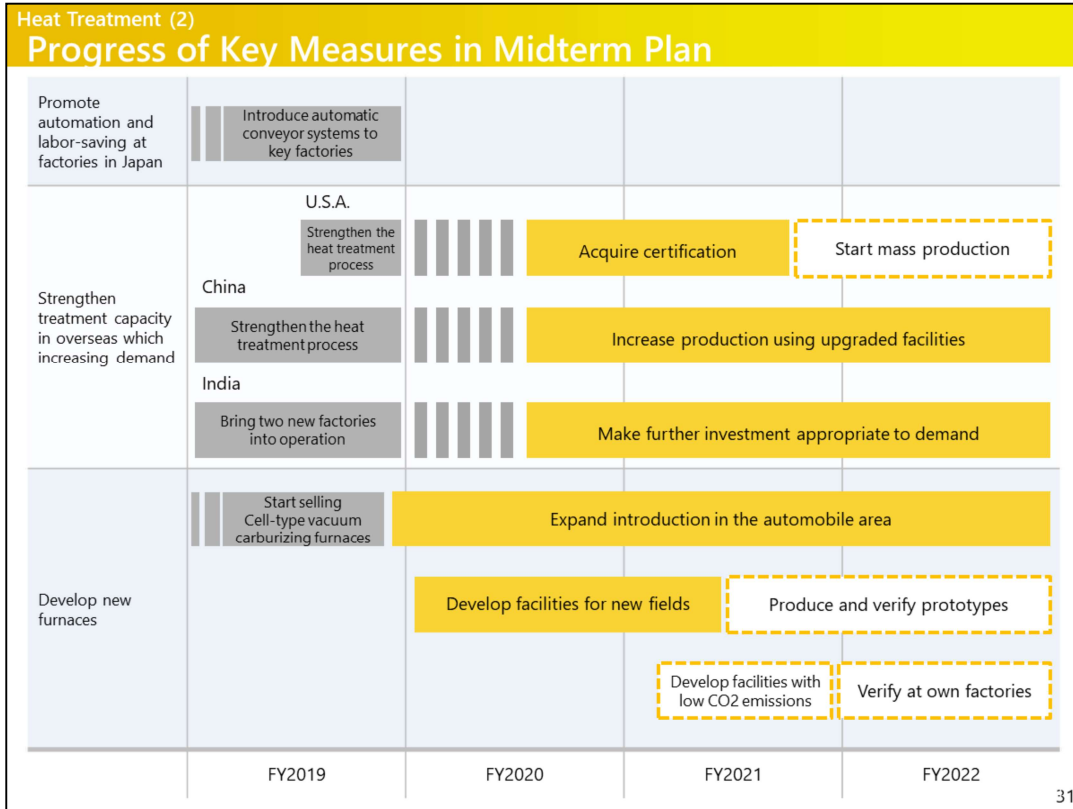 Heat Treatment (2)
Progress of Key Measures in Midterm Plan
Promote
automation and
labor-saving at
factories in Japan
Introduce automatic
conveyor systems to
key factories
Strengthen
treatment capacity
in overseas which
increasing demand
U.S.A.
Strengthen the
heat treatment
process
Acquire certification
Start mass production
China
Strengthen the heat
treatment process
Increase production using upgraded facilities
India
Bring two new factories
into operation
Make further investment appropriate to demand
Develop new
furnaces
Start selling
Cell-type vacuum
carburizing furnaces
Expand introduction in the automobile area
Develop facilities for new fields
Produce and verify prototypes
Develop facilities with
low CO2 emissions
Verify at own factories
FY2019
FY2020
FY2021
FY2022
31